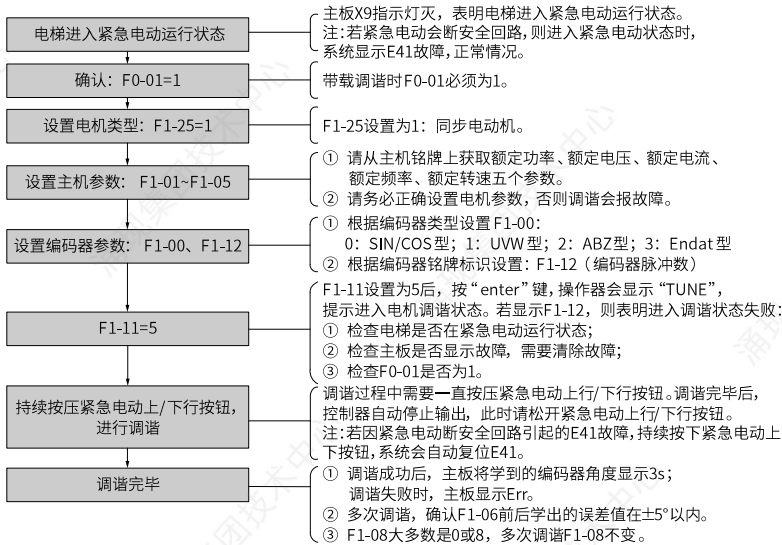 电梯进入紧急电动运行状态
主板X9指示灯灭，表明电梯进入紧急电动运行状态。
注：若紧急电动会断安全回路，则进入紧急电动状态时，
系统显示E41故障，正常情况。
确认：F0-01=1
带载调谐时F0-01必须为1。
设置电机类型：F1-25=1
F1-25设置为1：同步电动机。
设置主机参数： F1-01~F1-05
① 请从主机铭牌上获取额定功率、额定电压、额定电流、
额定频率、额定转速五个参数。
② 请务必正确设置电机参数，否则调谐会报故障。
设置编码器参数： F1-00、F1-12
① 根据编码器类型设置F1-00：
0：SIN/COS型；1：UVW型；2：ABZ型；3：Endat型
② 根据编码器铭牌标识设置：F1-12（编码器脉冲数）
F1-11=5
F1-11设置为5后，按“enter”键，操作器会显示“TUNE”，
提示进入电机调谐状态。若显示F1-12，则表明进入调谐状态失败：
① 检查电梯是否在紧急电动运行状态；
② 检查主板是否显示故障，需要清除故障；
③ 检查F0-01是否为1。
持续按压紧急电动上/下行按钮，
进行调谐
调谐过程中需要一直按压紧急电动上行/下行按钮。调谐完毕后，
控制器自动停止输出，此时请松开紧急电动上行/下行按钮。
注：若因紧急电动断安全回路引起的E41故障，持续按下紧急电动上
下按钮，系统会自动复位E41。
调谐完毕
① 调谐成功后，主板将学到的编码器角度显示3s；
调谐失败时，主板显示Err。
② 多次调谐，确认F1-06前后学出的误差值在±5°以内。
③ F1-08大多数是0或8，多次调谐F1-08不变。